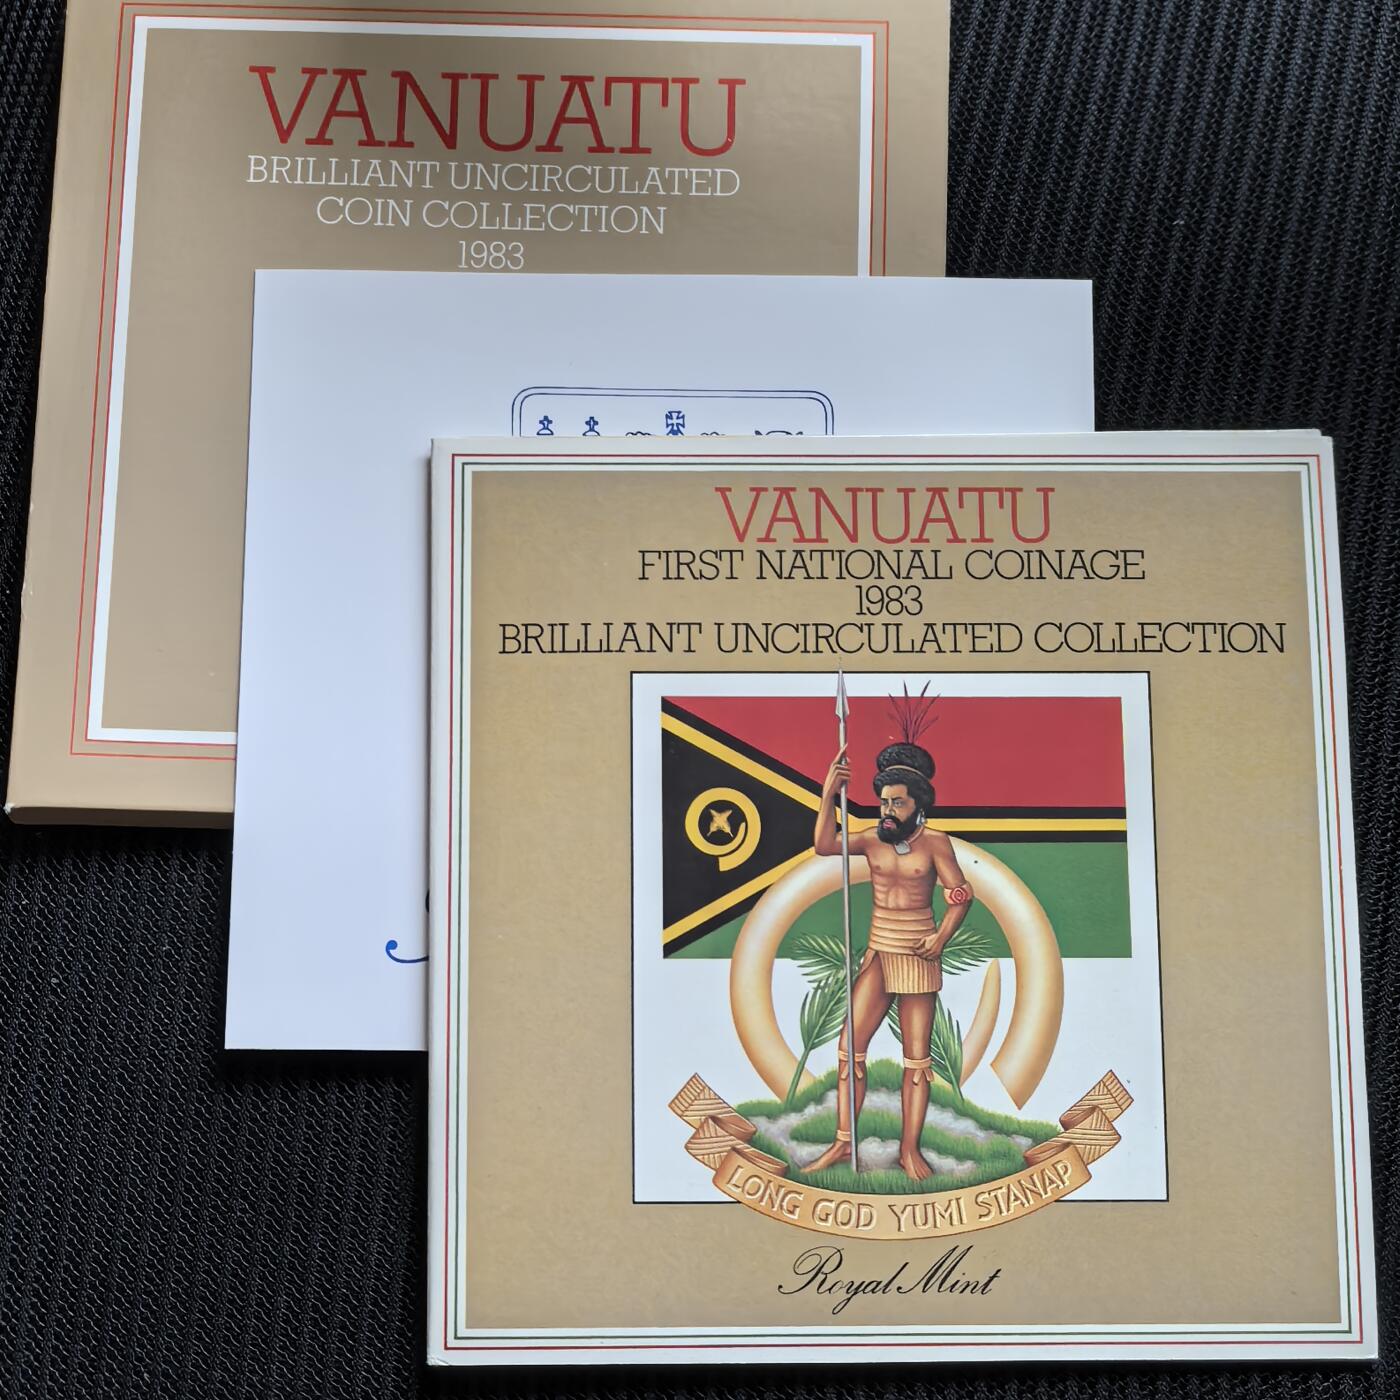 VANUATU
BRILLIANT UNCIRCULATED
COIN COLLECTION
1983
VANUATU
FIRST NATIONAL COINAGE
1983
BRILLIANT UNCIRCULATED COLLECTION
LONG GOD YUMI STANAP
Royal Mint